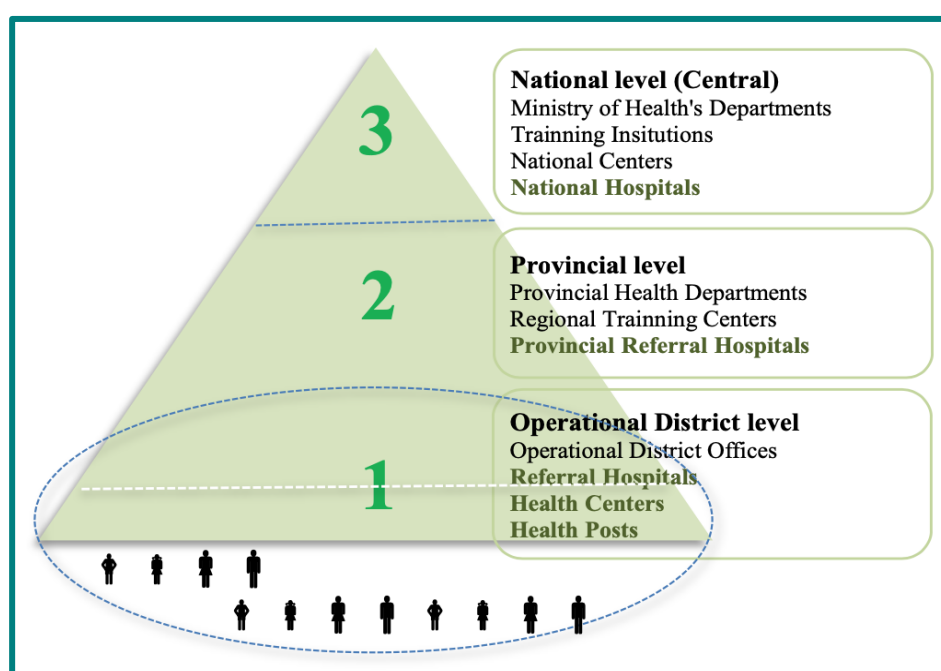 3
National level (Central)
Ministry of Health's Departments
Trainning Insitutions
National Centers
National Hospitals
2
Provincial level
Provincial Health Departments
Regional Trainning Centers
Provincial Referral Hospitals
1
Operational District level
Operational District Offices
Referral Hospitals
Health Centers
Health Posts